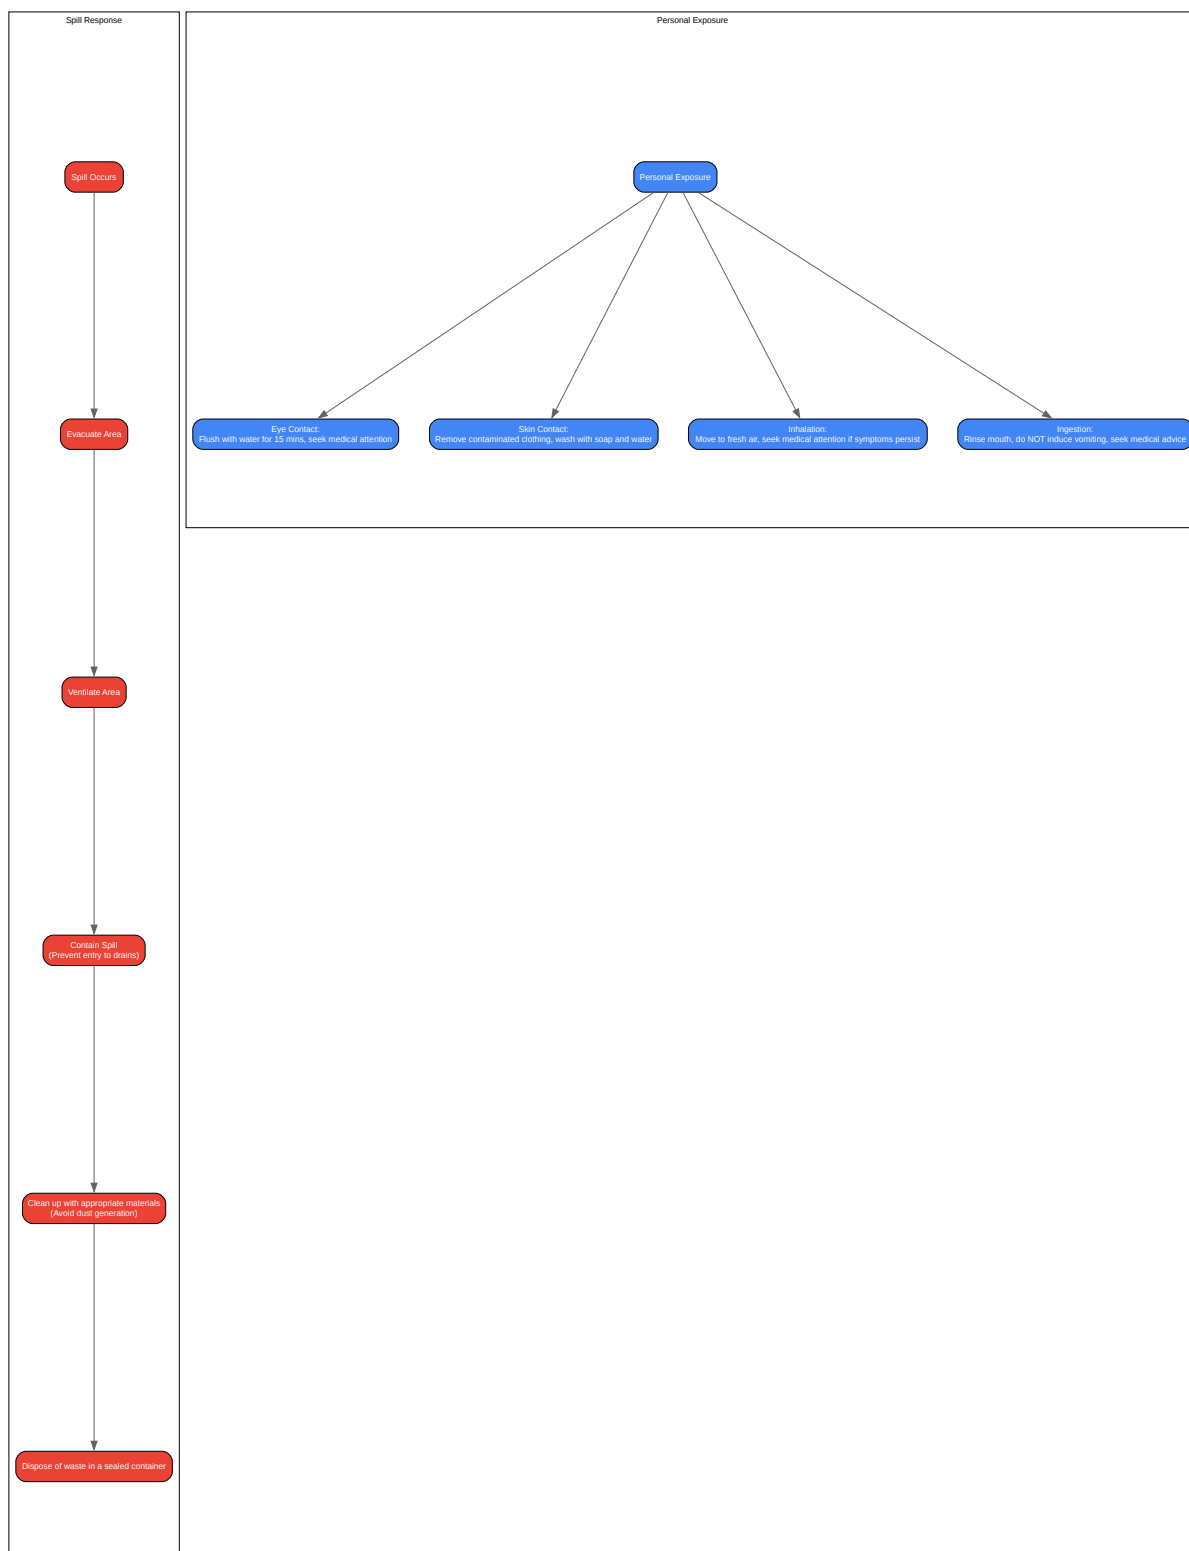 Spill Response
Spill Occurs
Evacuate Area
Ventilate Area
Contain Spill
(Prevent entry to drains)
Clean up with appropriate materials
(Avoid dust generation)
Dispose of waste in a sealed container
Personal Exposure
Personal Exposure
Eye Contact:
Flush with water for 15 mins, seek medical attention
Skin Contact:
Remove contaminated clothing, wash with soap and water
Inhalation:
Move to fresh air, seek medical attention if symptoms persist
Ingestion:
Rinse mouth, do NOT induce vomiting, seek medical advice